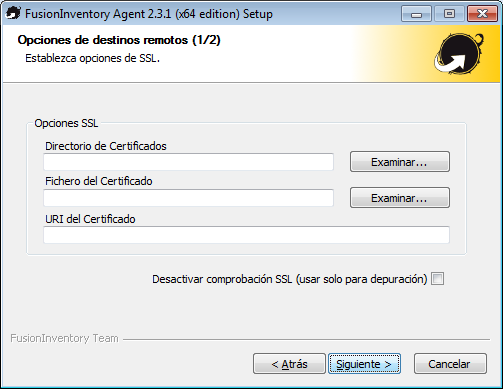 FusionInventory Agent 2.3.1 (x64 edition) Setup
Opciones de destinos remotos (1/2)
Establezca opciones de SSL.
Opciones SSL
Directorio de Certificados
Examinar...
Fichero del Certificado
Examinar...
URI del Certificado
Desactivar comprobación SSL (usar solo para depuración)
FusionInventory Team
< Atrás Siguiente > Cancelar